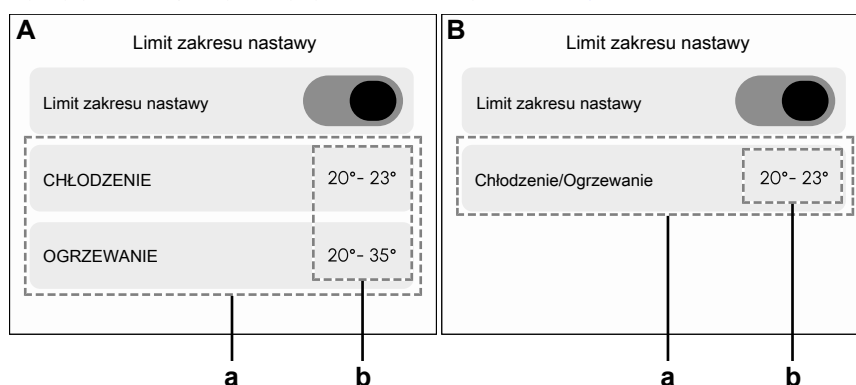 A
Limit zakresu nastawy
Limit zakresu nastawy
CHŁODZENIE
20°- 23°
OGRZEWANIE
20°- 35°
a
b
B
Limit zakresu nastawy
Limit zakresu nastawy
Chłodzenie/Ogrzewanie
20°- 23°
a
b